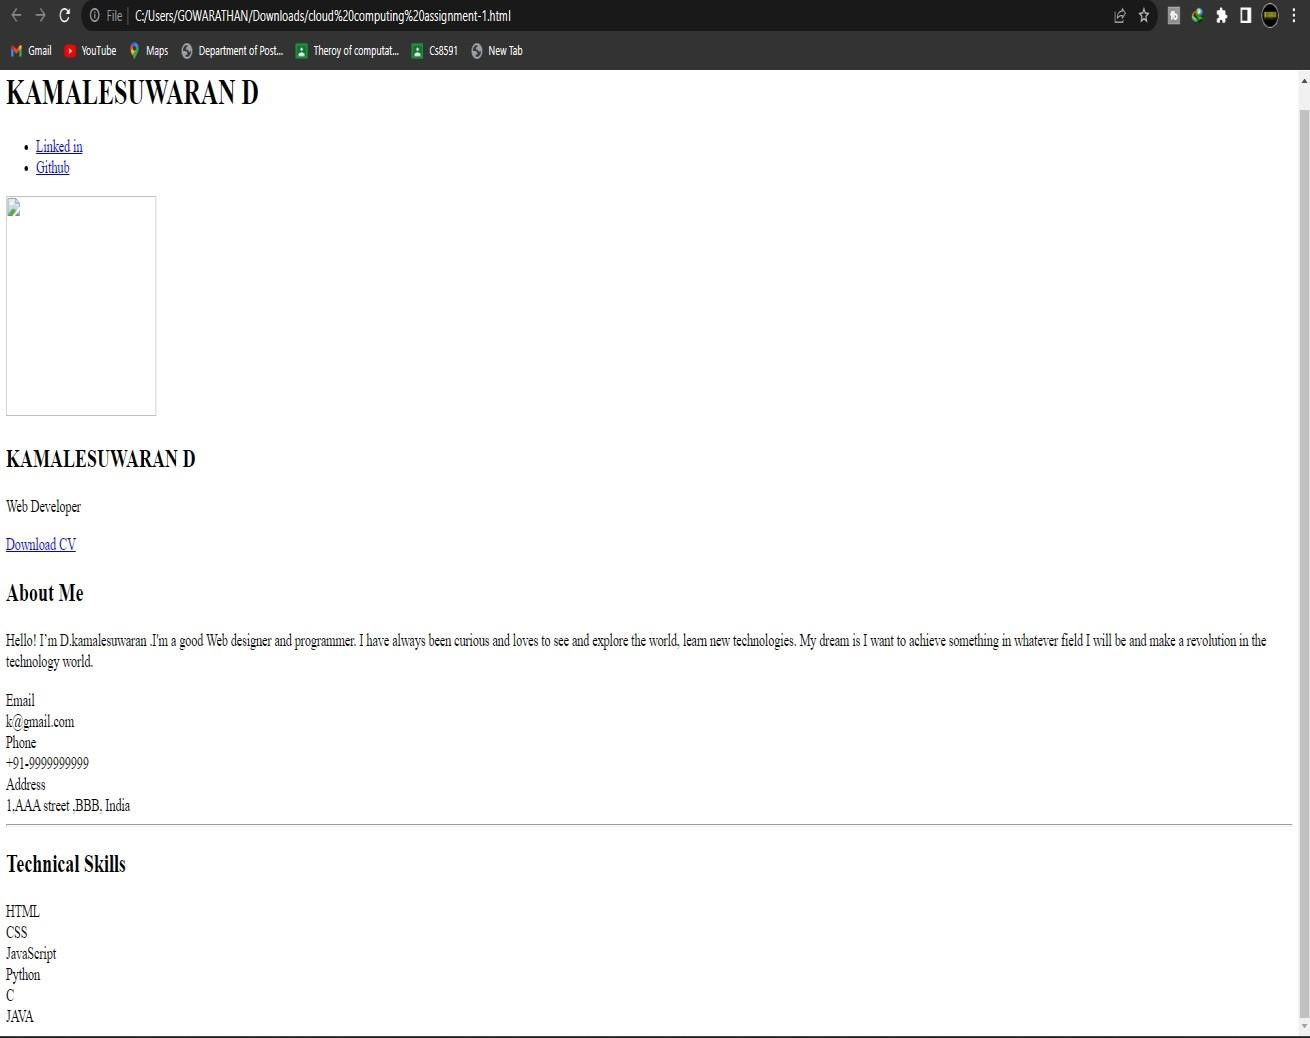 File C:/Users/GOWARATHAN/Downloads/cloud%20computing%20assignment-1.html
Gmail YouTube Maps Department of Post... Theroy of computat... Cs8591 New Tab
KAMALESUWARAN D
• Linked in
• Github
KAMALESUWARAN D
Web Developer
Download CV
About Me
Hello! I'm D.kamalesuwaran .I'm a good Web designer and programmer. I have always been curious and loves to see and explore the world, learn new technologies. My dream is I want to achieve something in whatever field I will be and make a revolution in the
technology world.
Email
k@gmail.com
Phone
+91-9999999999
Address
1,AAA street ,BBB, India
Technical Skills
HTML
CSS
JavaScript
Python
C
JAVA